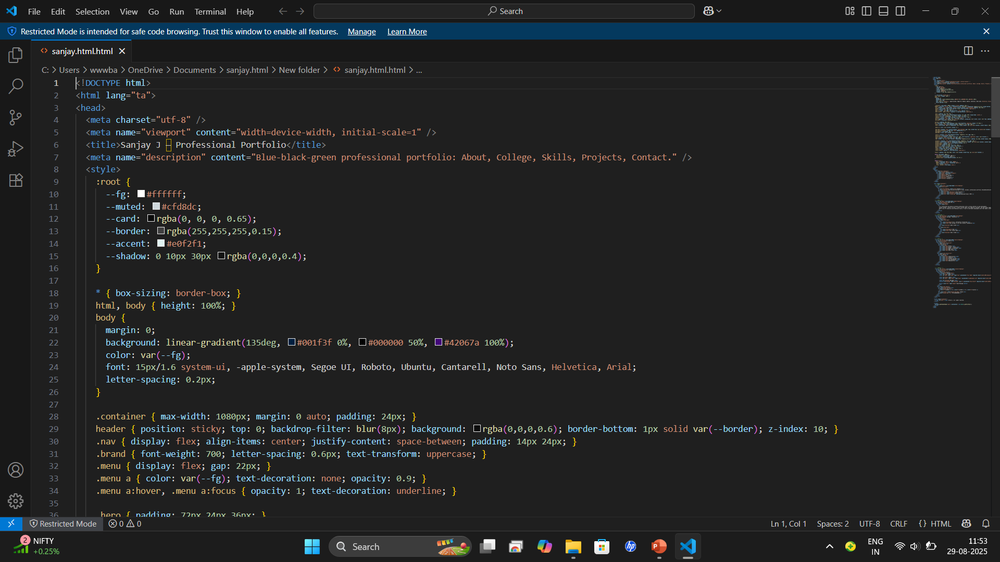 File Edit Selection View Go Run Terminal Help
Search
Restricted Mode is intended for safe code browsing. Trust this window to enable all features. Manage Learn More
sanjay.html.html
C: > Users > wwwba > OneDrive > Documents > sanjay.html > New folder > sanjay.html.html > ...
1 <!DOCTYPE html>
2 <html lang="ta">
3 <head>
4 <meta charset="utf-8" />
5 <meta name="viewport" content="width=device-width, initial-scale=1" />
6 <title>Sanjay J – Professional Portfolio</title>
7 <meta name="description" content="Blue-black-green professional portfolio: About, College, Skills, Projects, Contact." />
8 <style>
9 :root {
10 --fg: #ffffff;
11 --muted: #cfd8dc;
12 --card: rgba(0, 0, 0, 0.65);
13 --border: rgba(255,255,255,0.15);
14 --accent: #e0f2f1;
15 --shadow: 0 10px 30px rgba(0,0,0,0.4);
16 }
17
18 * { box-sizing: border-box; }
19 html, body { height: 100%; }
20 body {
21 margin: 0;
22 background: linear-gradient(135deg, #001f3f 0%, #000000 50%, #42067a 100%);
23 color: var(--fg);
24 font: 15px/1.6 system-ui, -apple-system, Segoe UI, Roboto, Ubuntu, Cantarell, Noto Sans, Helvetica, Arial;
25 letter-spacing: 0.2px;
26 }
27
28 .container { max-width: 1080px; margin: 0 auto; padding: 24px; }
29 header { position: sticky; top: 0; backdrop-filter: blur(8px); background: rgba(0,0,0,0.6); border-bottom: 1px solid var(--border); z-index: 10; }
30 .nav { display: flex; align-items: center; justify-content: space-between; padding: 14px 24px; }
31 .brand { font-weight: 700; letter-spacing: 0.6px; text-transform: uppercase; }
32 .menu { display: flex; gap: 22px; }
33 .menu a { color: var(--fg); text-decoration: none; opacity: 0.9; }
34 .menu a:hover, .menu a:focus { opacity: 1; text-decoration: underline; }
35
36 .hero { padding: 72px 24px 36px; }
Restricted Mode 0 0 Ln 1, Col 1 Spaces: 2 UTF-8 CRLF {} HTML
2 NIFTY
+0.25%
Search
ENG
IN
11:53
29-08-2025